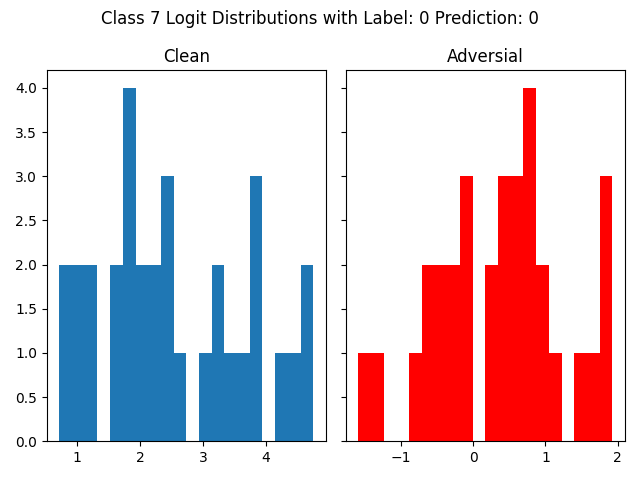 Class 7 Logit Distributions with Label: 0 Prediction: 0
Clean
Adversial
4.0
3.5
3.0
2.5
2.0
1.5
1.0
0.5
0.0
1 2 3 4
−1 0 1 2